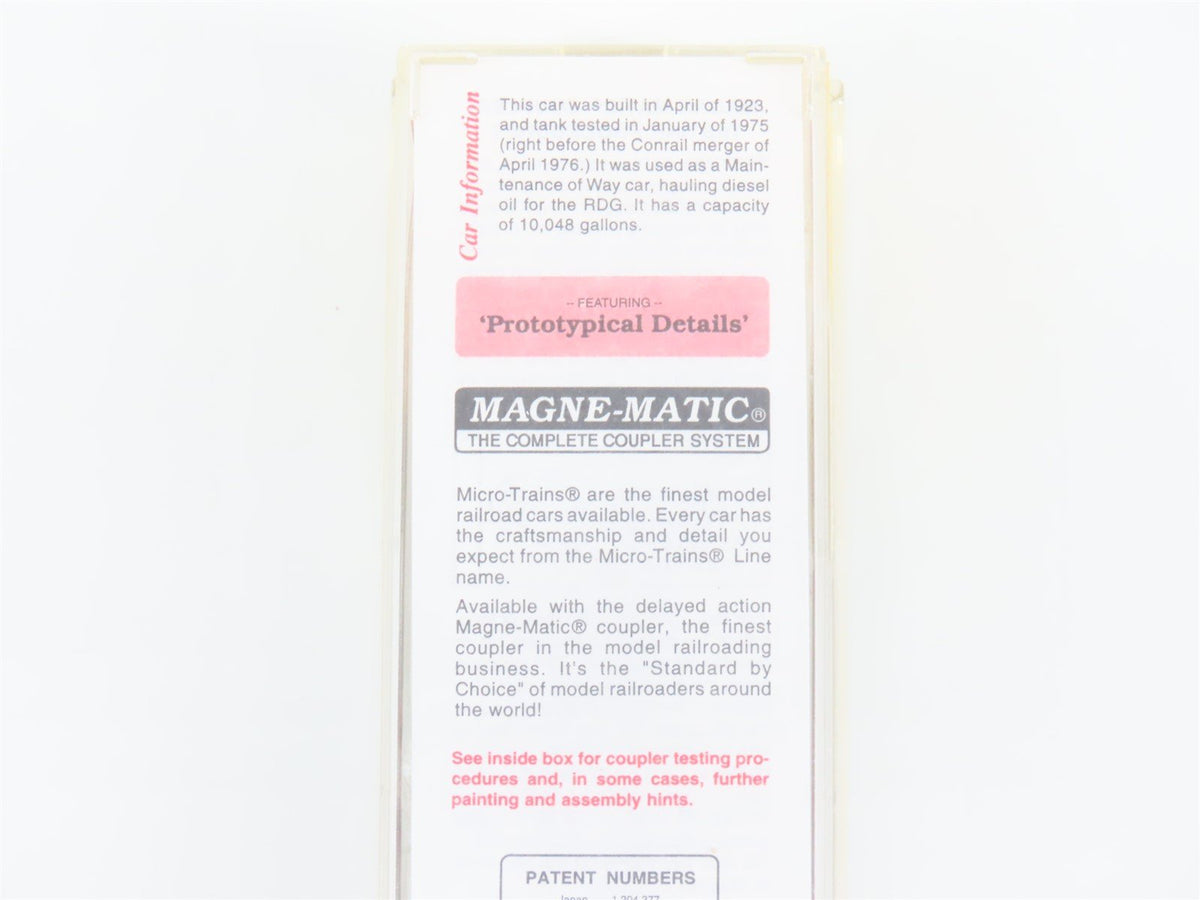 Car Information
This car was built in April of 1923,
and tank tested in January of 1975
(right before the Conrail merger of
April 1976.) It was used as a Main-
tenance of Way car, hauling diesel
oil for the RDG. It has a capacity
of 10,048 gallons.
-- FEATURING --
‘Prototypical Details’
MAGNE-MATIC®
THE COMPLETE COUPLER SYSTEM
Micro-Trains® are the finest model
railroad cars available. Every car has
the craftsmanship and detail you
expect from the Micro-Trains® Line
name.
Available with the delayed action
Magne-Matic® coupler, the finest
coupler in the model railroading
business. It's the "Standard by
Choice" of model railroaders around
the world!
See inside box for coupler testing pro-
cedures and, in some cases, further
painting and assembly hints.
PATENT NUMBERS
Japan 1,204,377